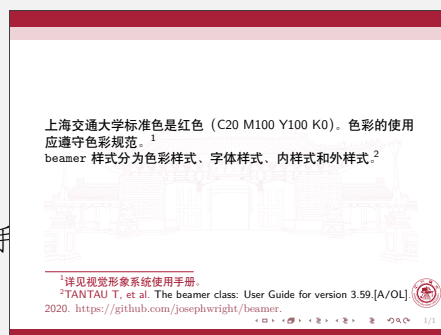 上海交通大学标准色是红色（C20 M100 Y100 K0）。色彩的使用
应遵守色彩规范。1
beamer 样式分为色彩样式、字体样式、内样式和外样式。2
1详见视觉形象系统使用手册。
2TANTAU T, et al. The beamer class: User Guide for version 3.59.[A/OL].
2020. https://github.com/josephwright/beamer.
1/1